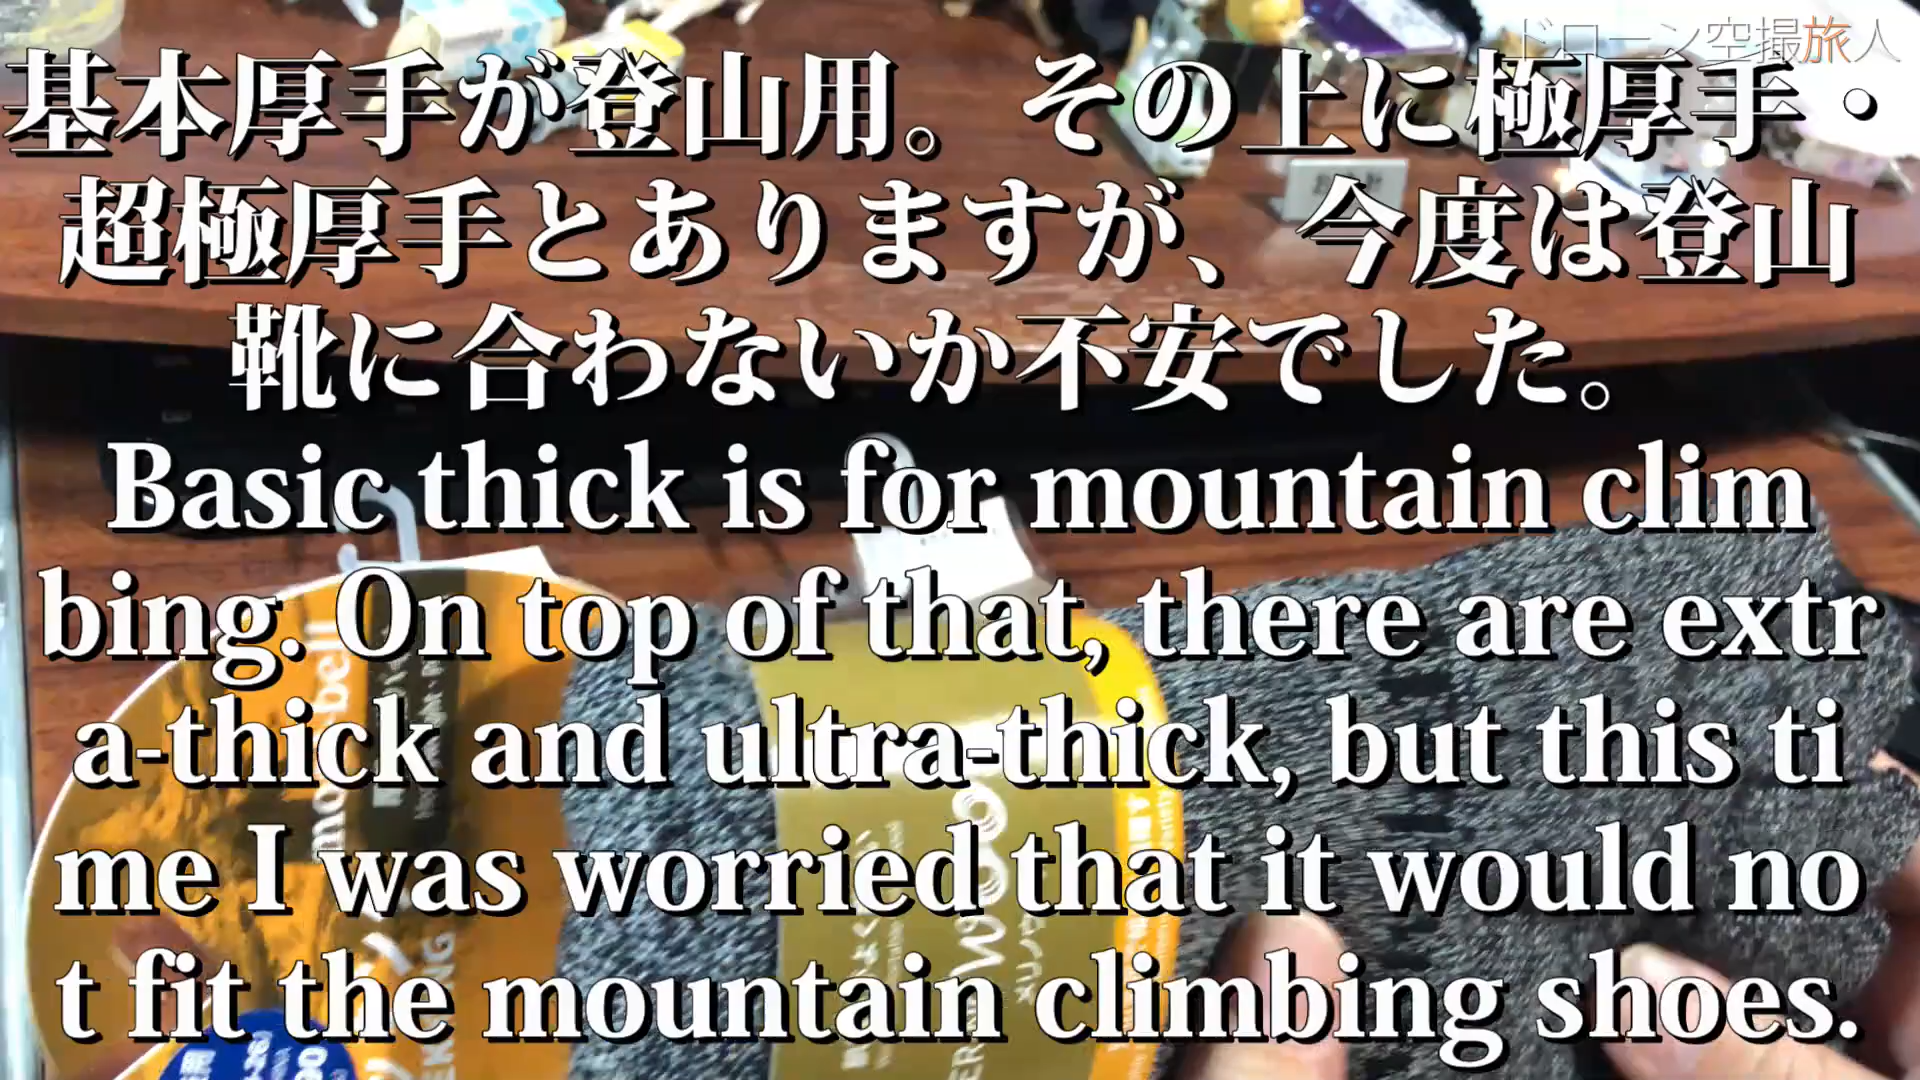 ドローン空撮旅人
基本厚手が登山用。その上に極厚手・
超極厚手とありますが、今度は登山
靴に合わないか不安でした。
Basic thick is for mountain clim
bing. On top of that, there are extr
a-thick and ultra-thick, but this ti
me I was worried that it would no
t fit the mountain climbing shoes.
mont-bell
WOO